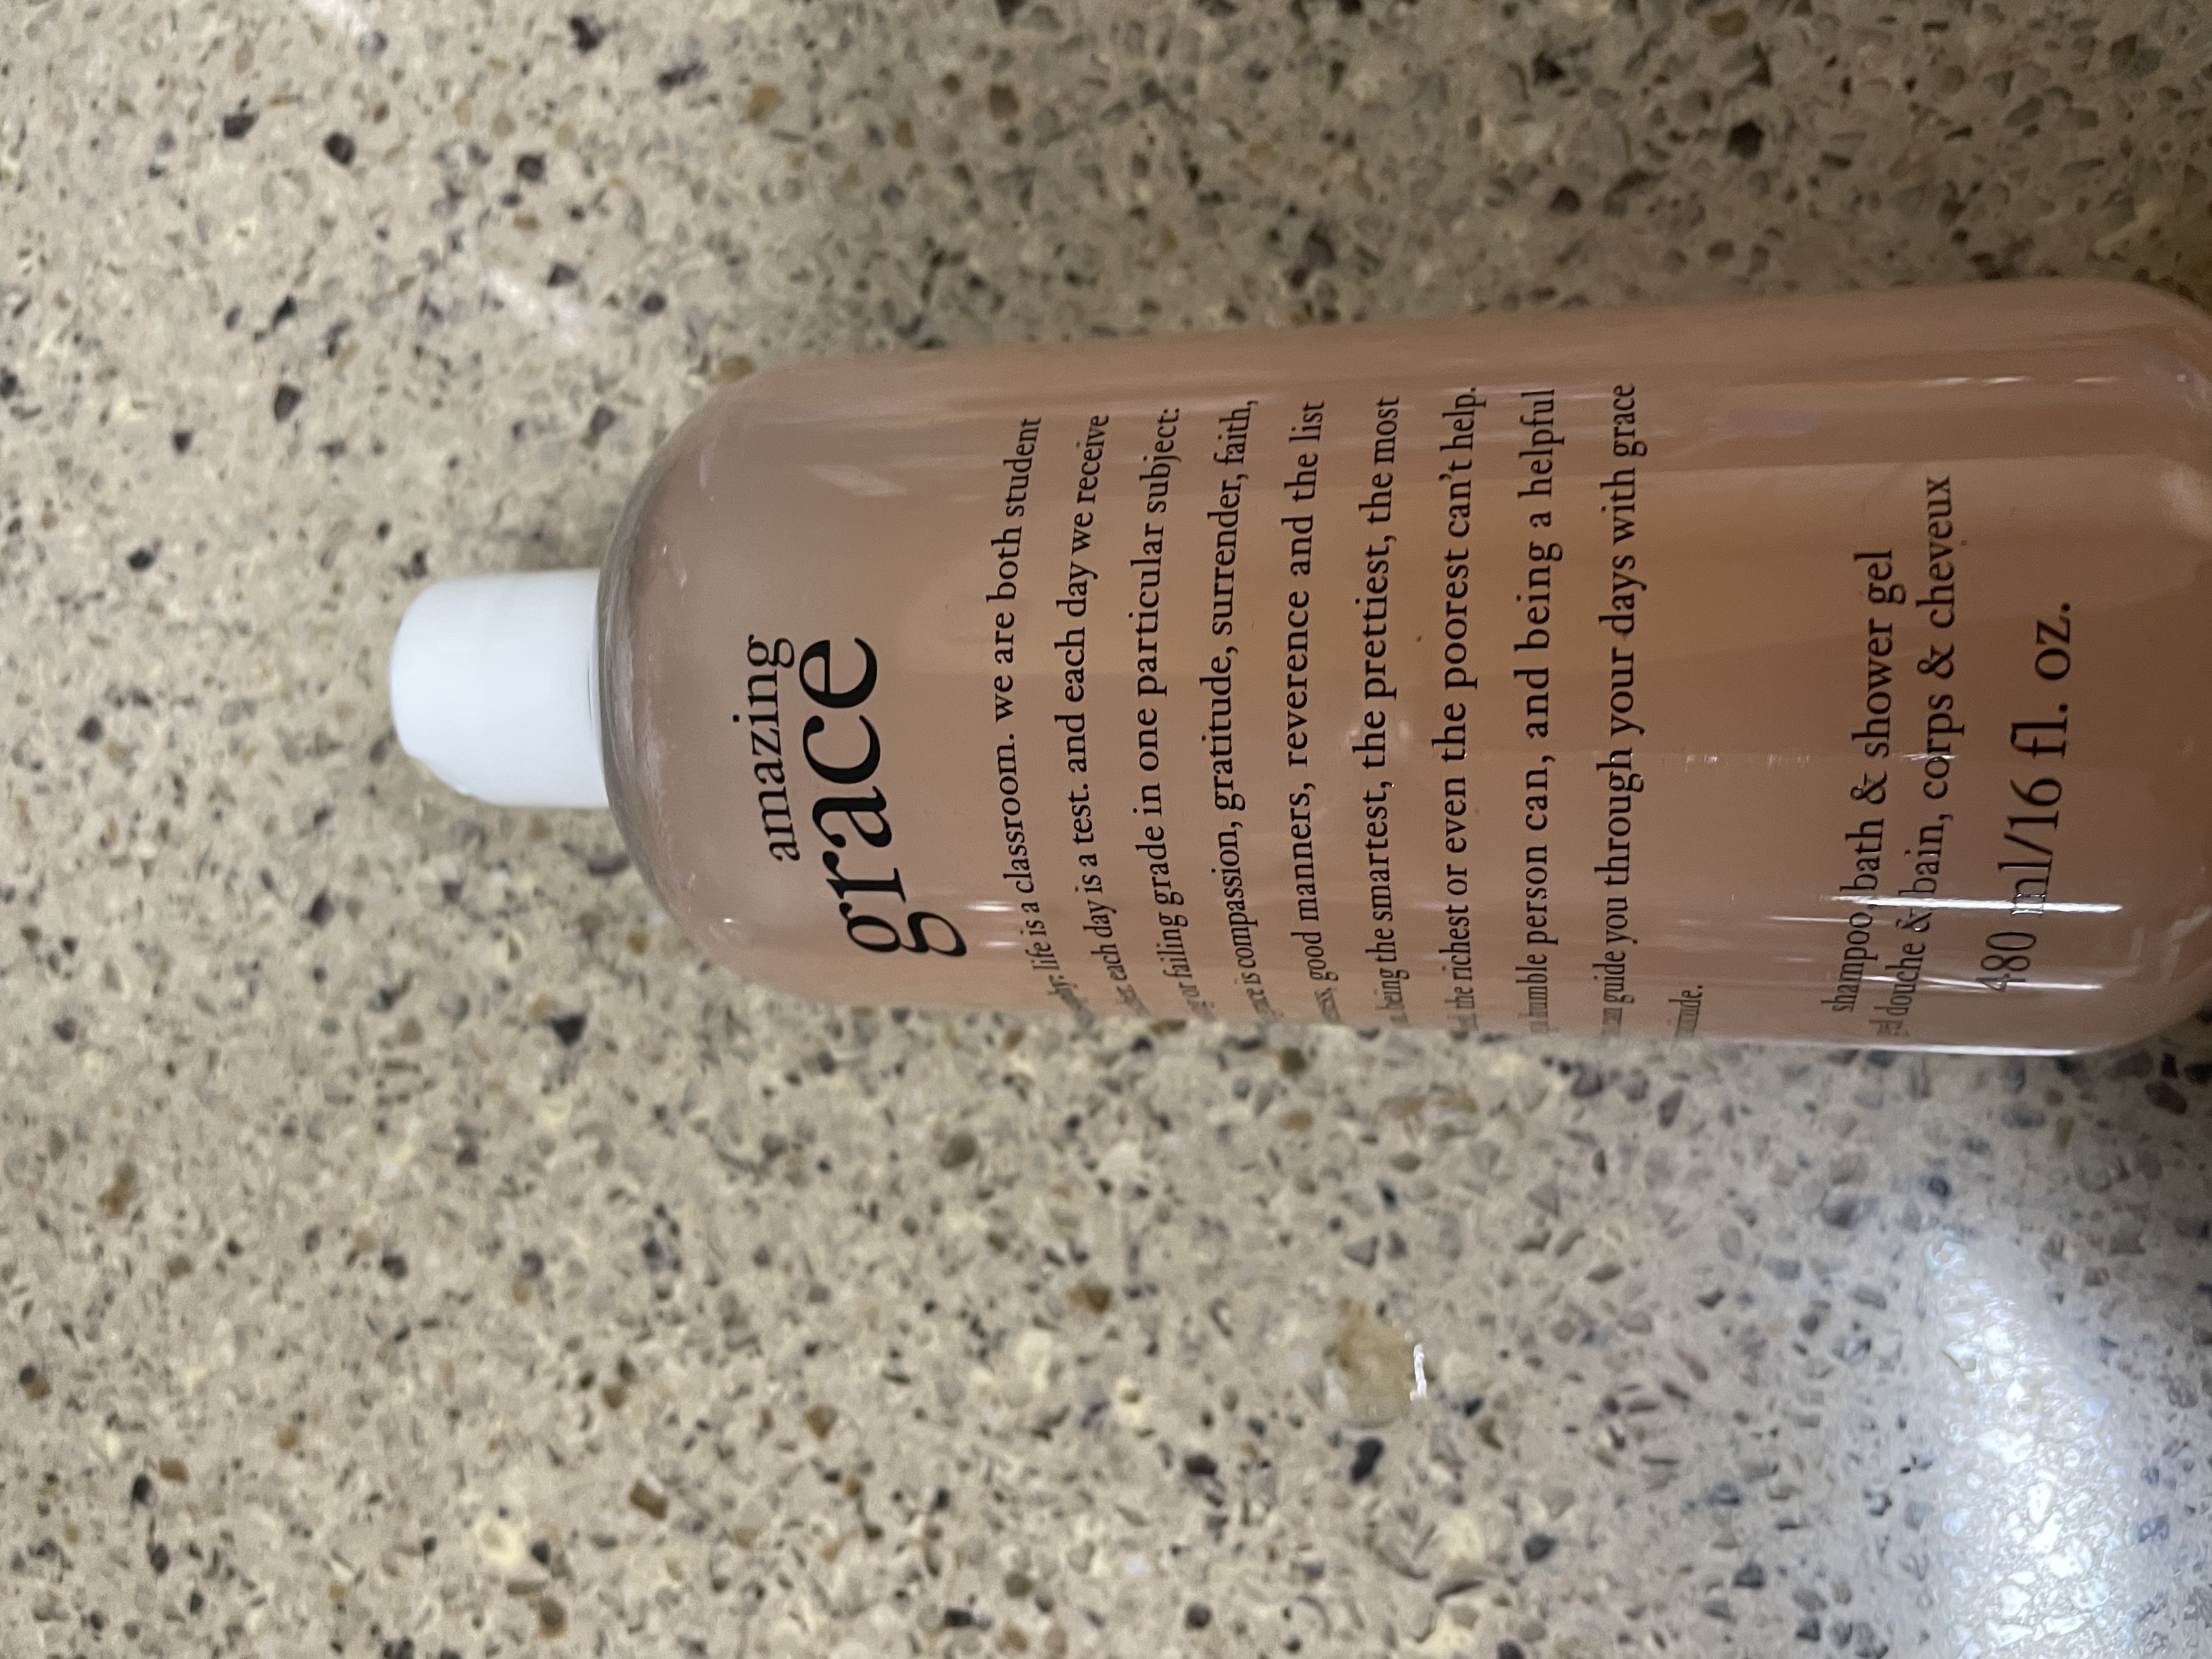 amazing
grace
life is a classroom. we are both student
each day is a test. and each day we receive
or failing grade in one particular subject:
is compassion, gratitude, surrender, faith,
good manners, reverence and the list
being the smartest, the prettiest, the most
the richest or even the poorest can't help.
humble person can, and being a helpful
can guide you through your days with grace
shampoo, bath & shower gel
gel douche & bain, corps & cheveux
480 ml/16 fl. oz.